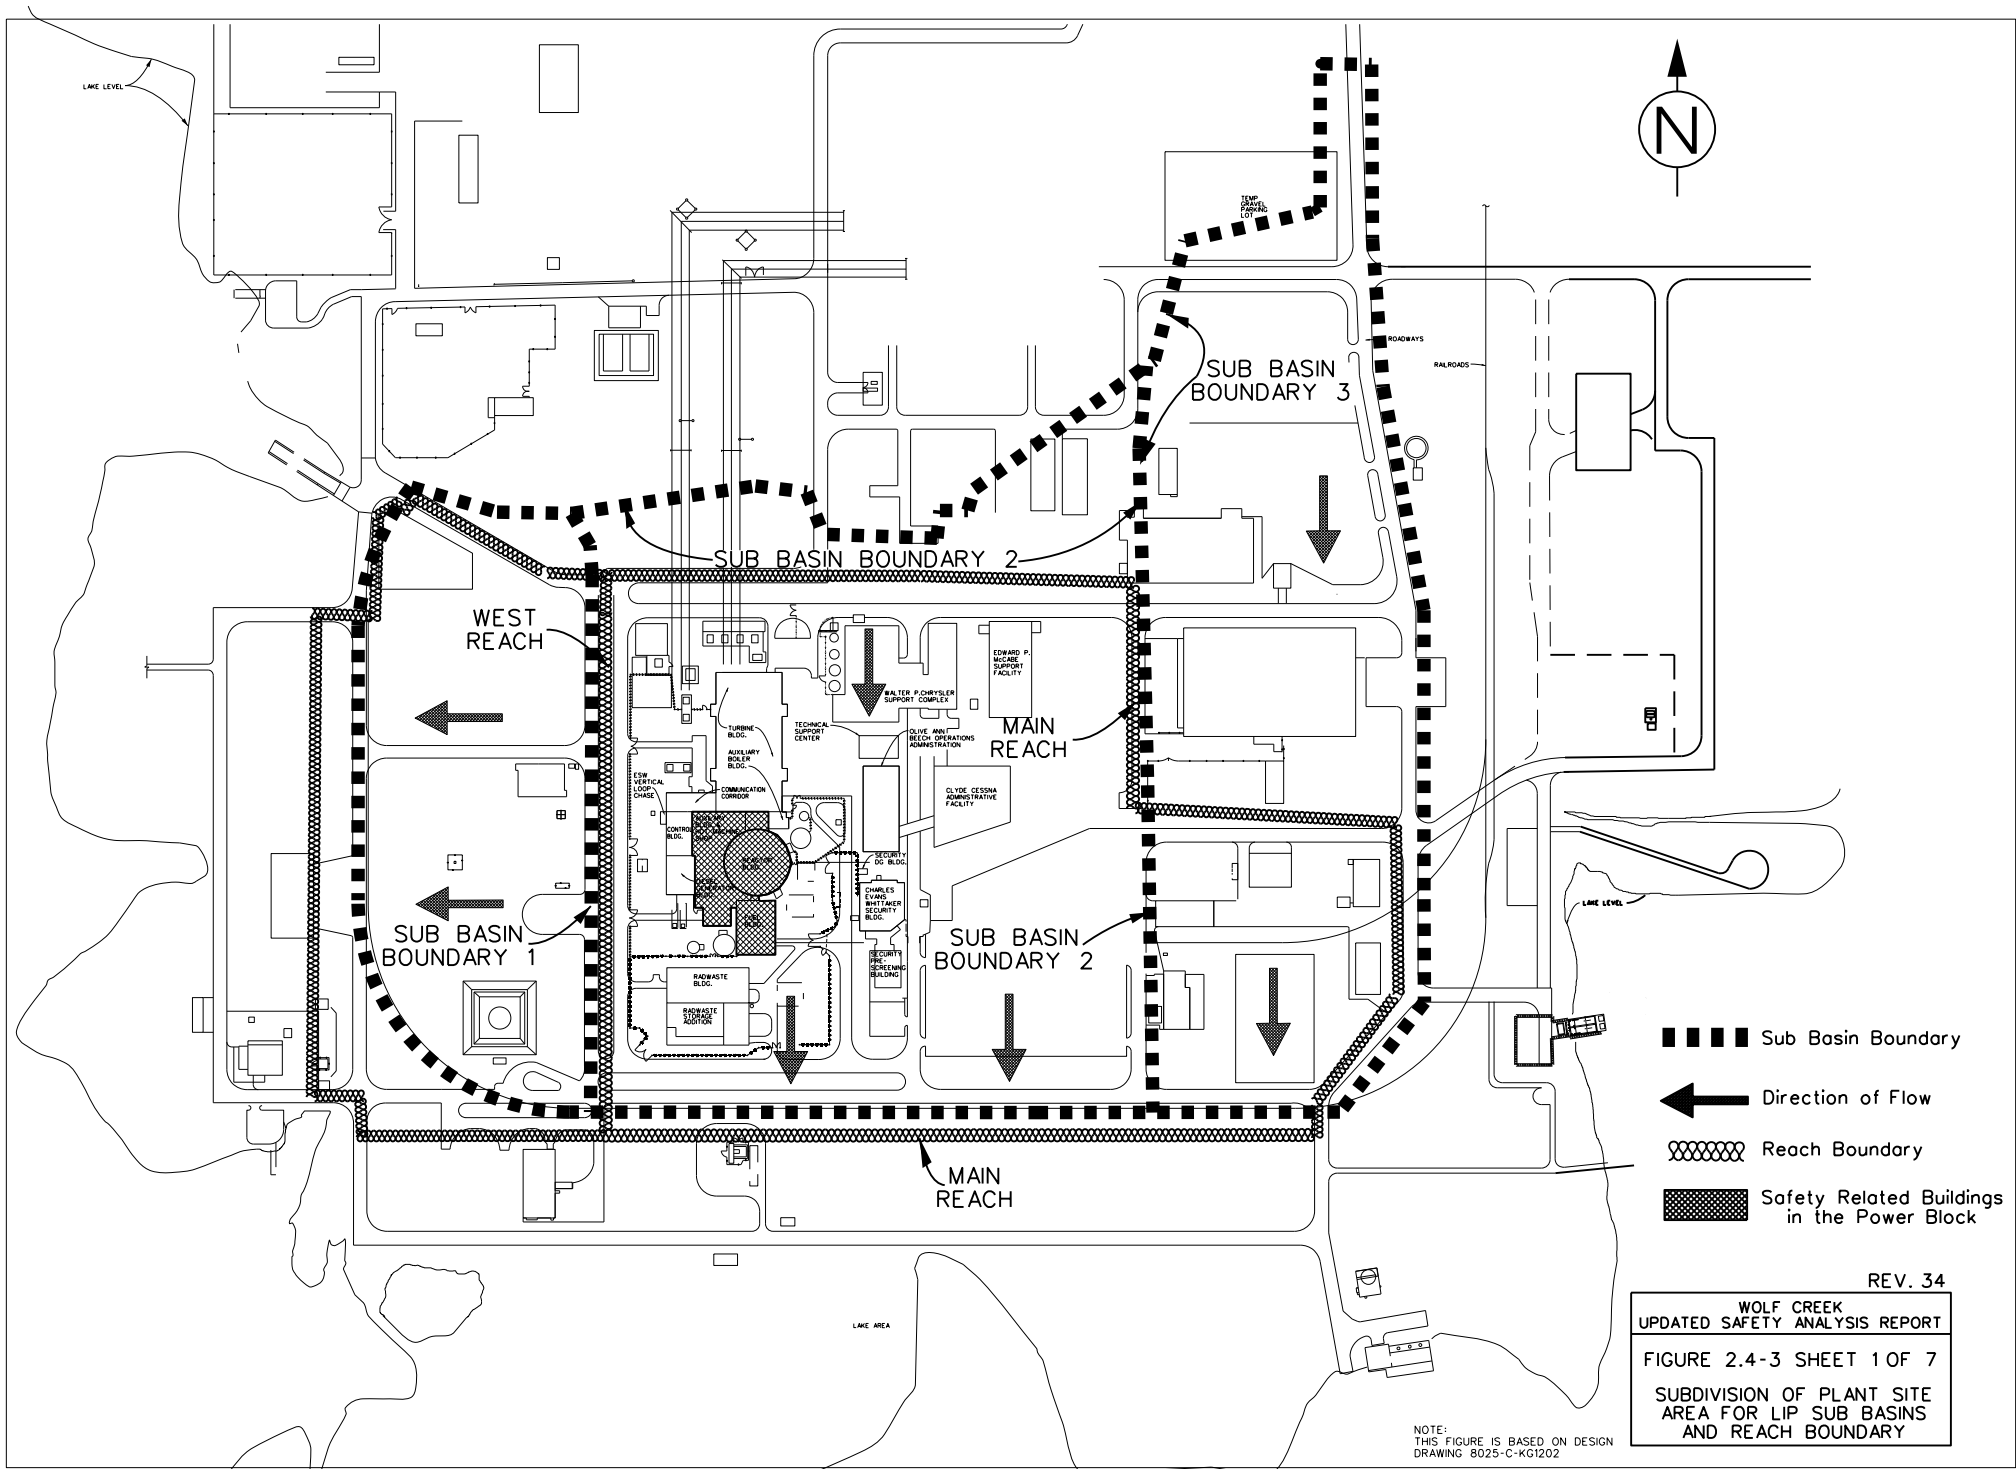 LAKE LEVEL
N
TEMP
GRAVEL
PARKING
LOT
ROADWAYS
RAILROADS
SUB BASIN
BOUNDARY 3
SUB BASIN BOUNDARY 2
WEST
REACH
EDWARD P.
McCABE
SUPPORT
FACILITY
WALTER P.CHRYSLER
SUPPORT COMPLEX
MAIN
REACH
TURBINE
BLDG.
TECHNICAL
SUPPORT
CENTER
OLIVE ANN
BEECH OPERATIONS
ADMINISTRATION
AUXILIARY
BOILER
BLDG.
ESW
VERTICAL
LOOP
CHASE
COMMUNICATION
CORRIDOR
CLYDE CESSNA
ADMINISTRATIVE
FACILITY
CONTROL
BLDG.
REACTOR
BLDG.
SECURITY
DG BLDG.
CHARLES
EVANS
WHITTAKER
SECURITY
BLDG.
FUEL
BLDG.
LAKE LEVEL
SUB BASIN
BOUNDARY 1
SUB BASIN
BOUNDARY 2
SECURITY
PRE-
SCREENING
BUILDING
RADWASTE
BLDG.
RADWASTE
STORAGE
ADDITION
Sub Basin Boundary
Direction of Flow
Reach Boundary
Safety Related Buildings
in the Power Block
MAIN
REACH
LAKE AREA
REV. 34
WOLF CREEK
UPDATED SAFETY ANALYSIS REPORT
FIGURE 2.4-3 SHEET 1 OF 7
SUBDIVISION OF PLANT SITE
AREA FOR LIP SUB BASINS
AND REACH BOUNDARY
NOTE:
THIS FIGURE IS BASED ON DESIGN
DRAWING 8025-C-KG1202